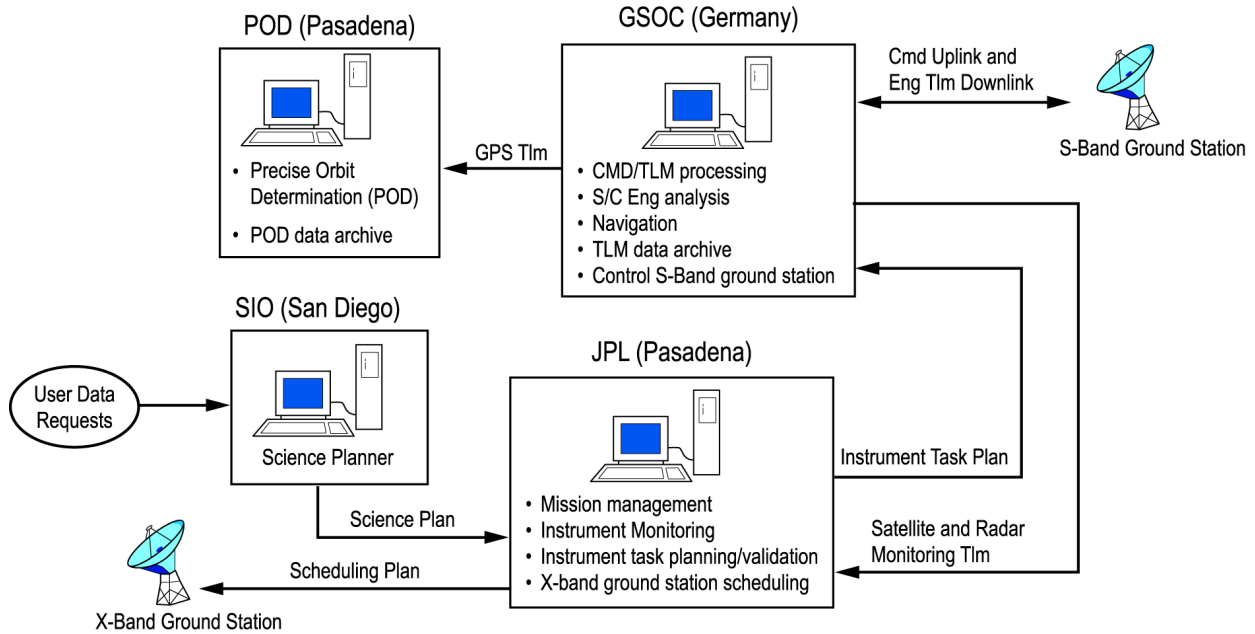 POD (Pasadena)
• Precise Orbit
Determination (POD)
• POD data archive
GPS Tlm
GSOC (Germany)
• CMD/TLM processing
• S/C Eng analysis
• Navigation
• TLM data archive
• Control S-Band ground station
Cmd Uplink and
Eng Tlm Downlink
S-Band Ground Station
SIO (San Diego)
User Data
Requests
Science Planner
Science Plan
JPL (Pasadena)
• Mission management
• Instrument Monitoring
• Instrument task planning/validation
• X-band ground station scheduling
Instrument Task Plan
Satellite and Radar
Monitoring Tlm
Scheduling Plan
X-Band Ground Station